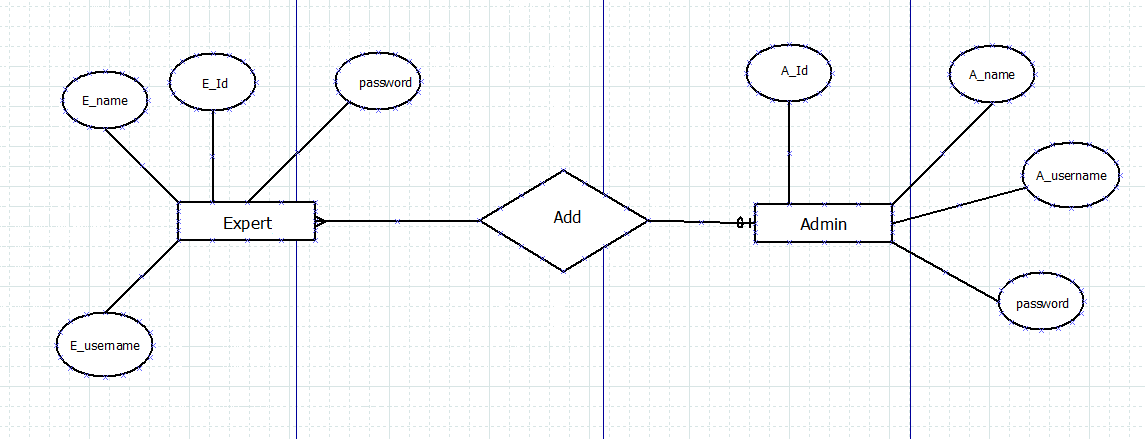 E_name
E_Id
password
A_Id
A_name
A_username
Expert
Add
Admin
password
E_username